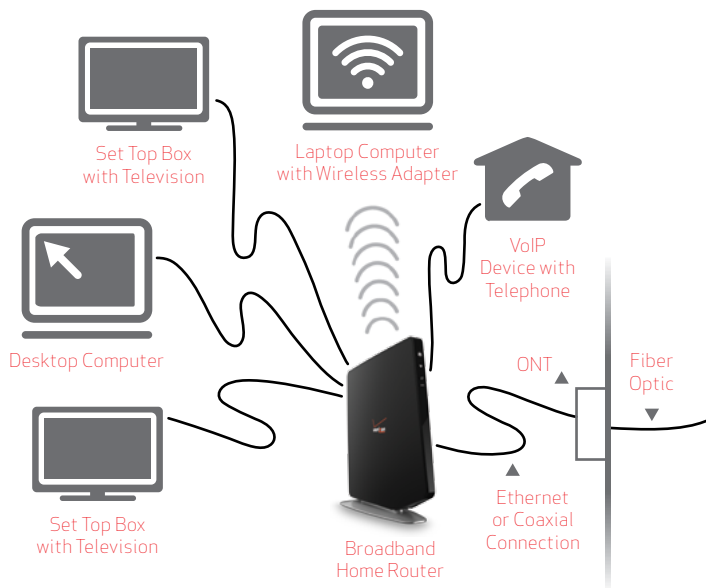 Set Top Box
with Television
Laptop Computer
with Wireless Adapter
VoIP
Device with
Telephone
Desktop Computer
ONT
Fiber
Optic
Set Top Box
with Television
Ethernet
or Coaxial
Connection
Broadband
Home Router